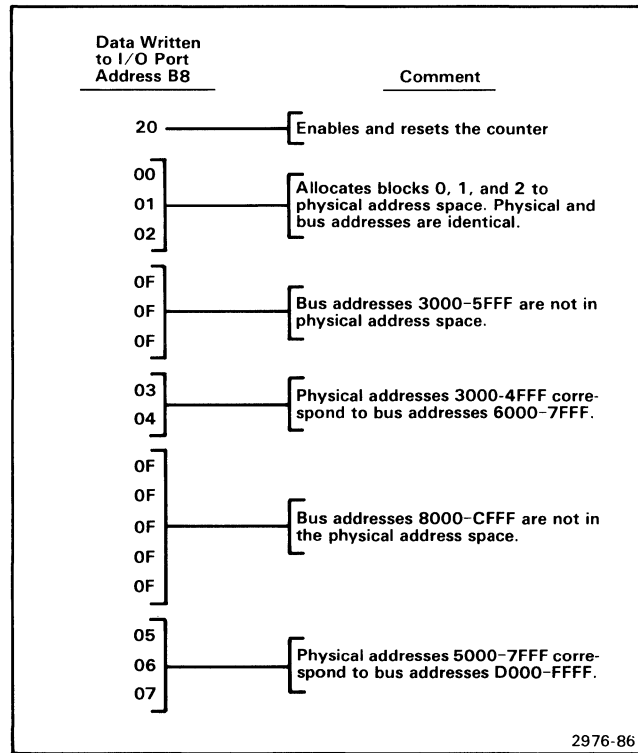 Data Written
to I/O Port
Address B8
Comment
20
Enables and resets the counter
00
01
02
Allocates blocks 0, 1, and 2 to
physical address space. Physical and
bus addresses are identical.
0F
0F
0F
Bus addresses 3000-5FFF are not in
physical address space.
03
04
Physical addresses 3000-4FFF corre-
spond to bus addresses 6000-7FFF.
0F
0F
0F
0F
0F
Bus addresses 8000-CFFF are not in
the physical address space.
05
06
07
Physical addresses 5000-7FFF corre-
spond to bus addresses D000-FFFF.
2976-86